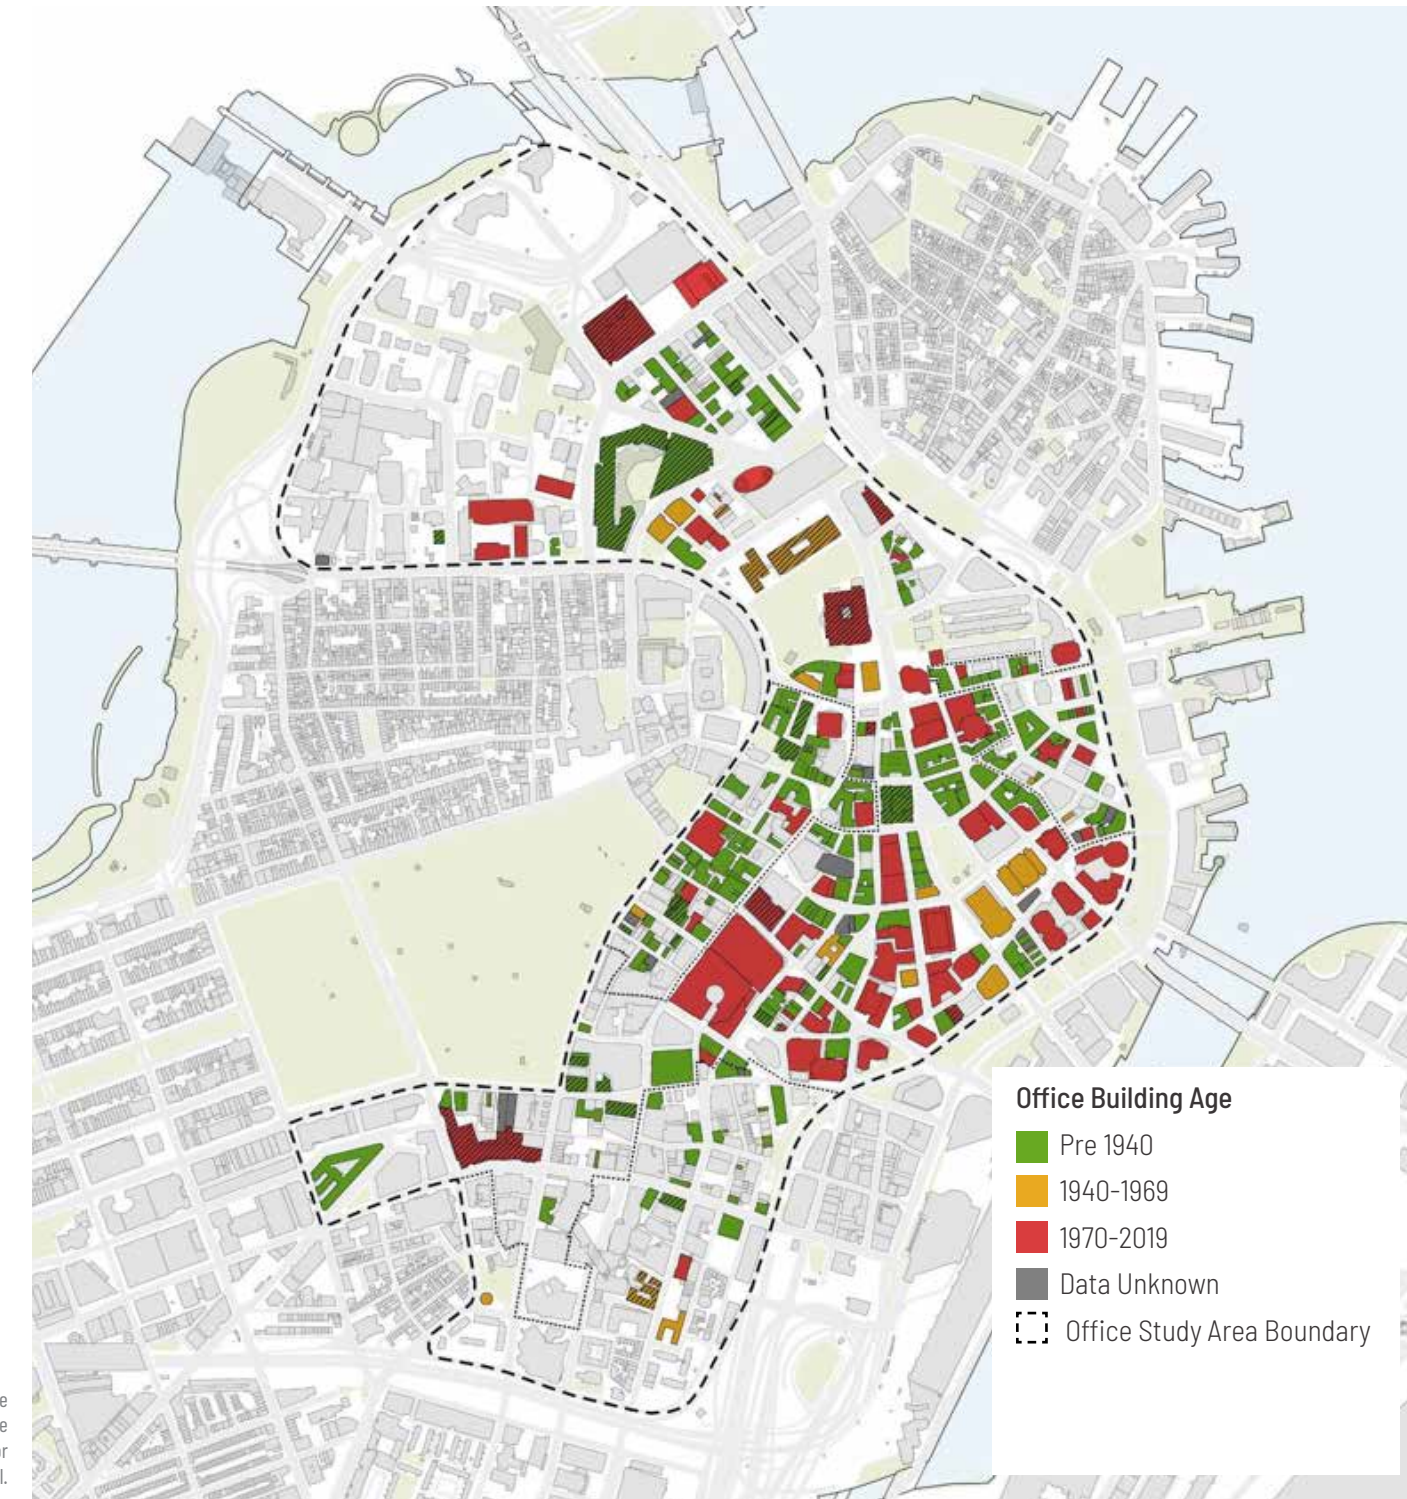 Office Building Age
Pre 1940
1940-1969
1970-2019
Data Unknown
Office Study Area Boundary